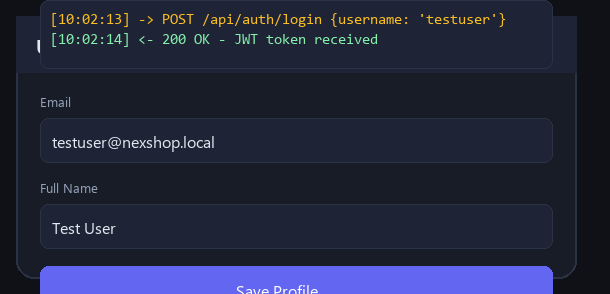 [10:02:13] -> POST /api/auth/login {username: 'testuser'}
[10:02:14] <- 200 OK - JWT token received
Email
testuser@nexshop.local
Full Name
Test User
Save Profile